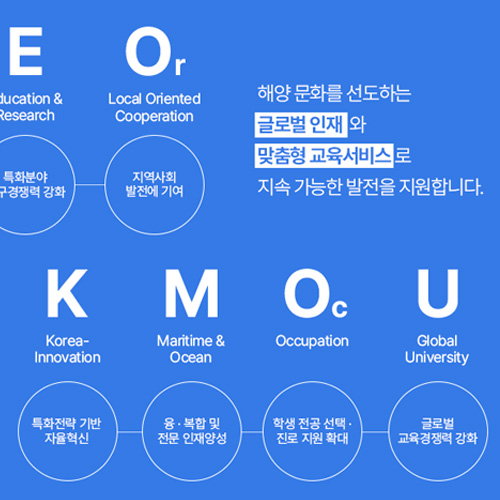 E Or
Local Oriented
& Cooperation
Research
특화분야 지역사회
강화 발전에 기여
해양 문화를 선도하는
글로벌 인재 와
맞춤형 교육서비스 로
지속 가능한 발전을 지원합니다.
K M Oc U
Korea- Maritime & Occupation Global
Innovation Ocean University
특화전략 기반 융·복합 및 학생 전공 선택· 글로벌
자율혁신 전문 인재양성 진로 지원 확대 교육경쟁력 강화